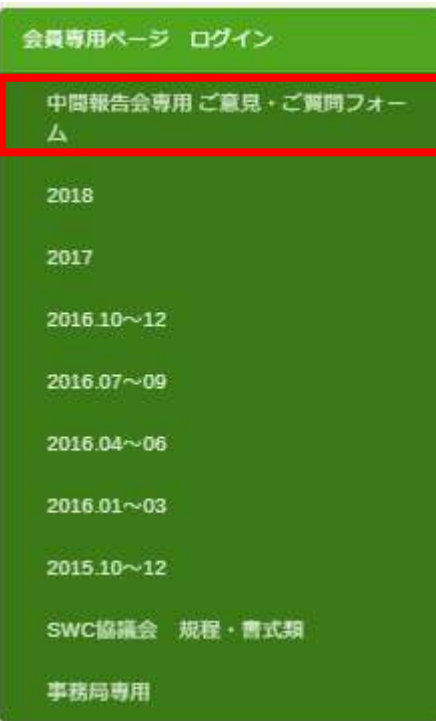 会員専用ページ　ログイン
中間報告会専用 ご意見・ご質問フォー
ム
2018
2017
2016.10～12
2016.07～09
2016.04～06
2016.01～03
2015.10～12
SWC協議会　規程・書式類
事務局専用